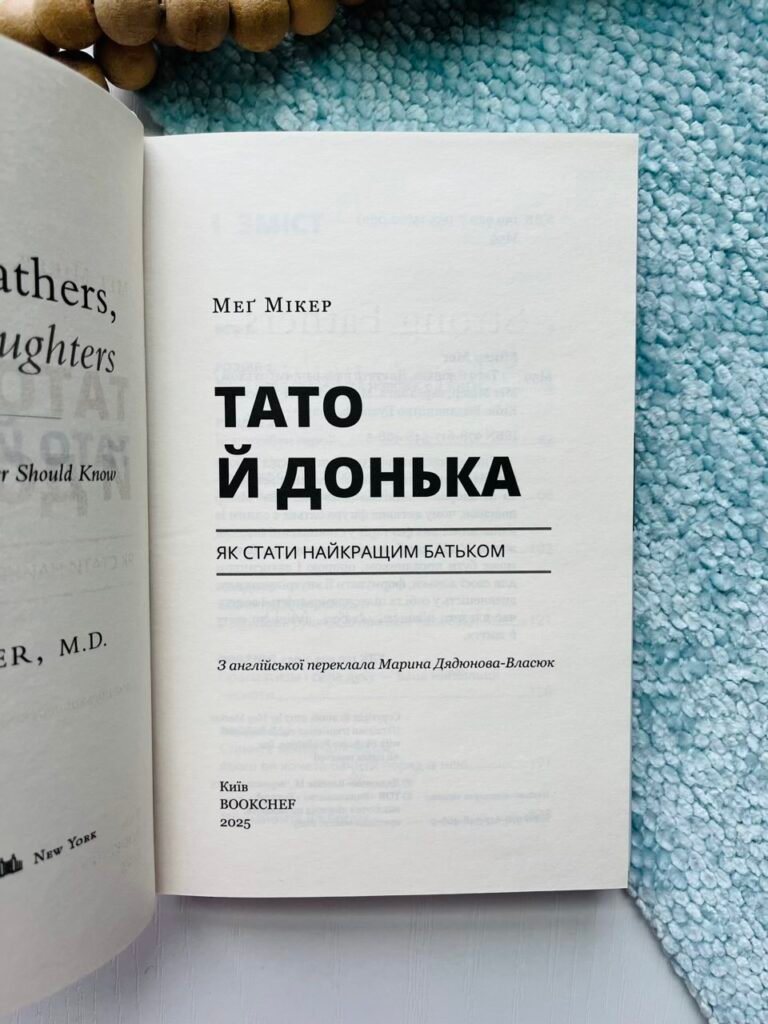 athers,
ughters
r Should Know
ER, M.D.
New York
Меґ Мікер
ТАТО
Й ДОНЬКА
ЯК СТАТИ НАЙКРАЩИМ БАТЬКОМ
З англійської переклала Марина Дядюнова-Власюк
Київ
BOOKCHEF
2025